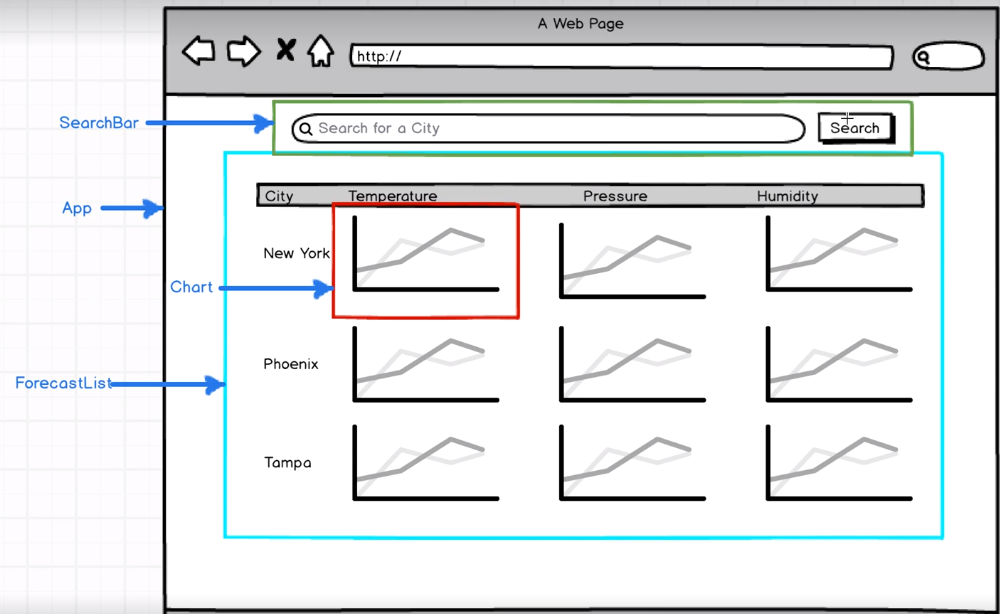 A Web Page
http://
SearchBar
Search for a City
Search
App
City Temperature Pressure Humidity
New York
Chart
Phoenix
ForecastList
Tampa